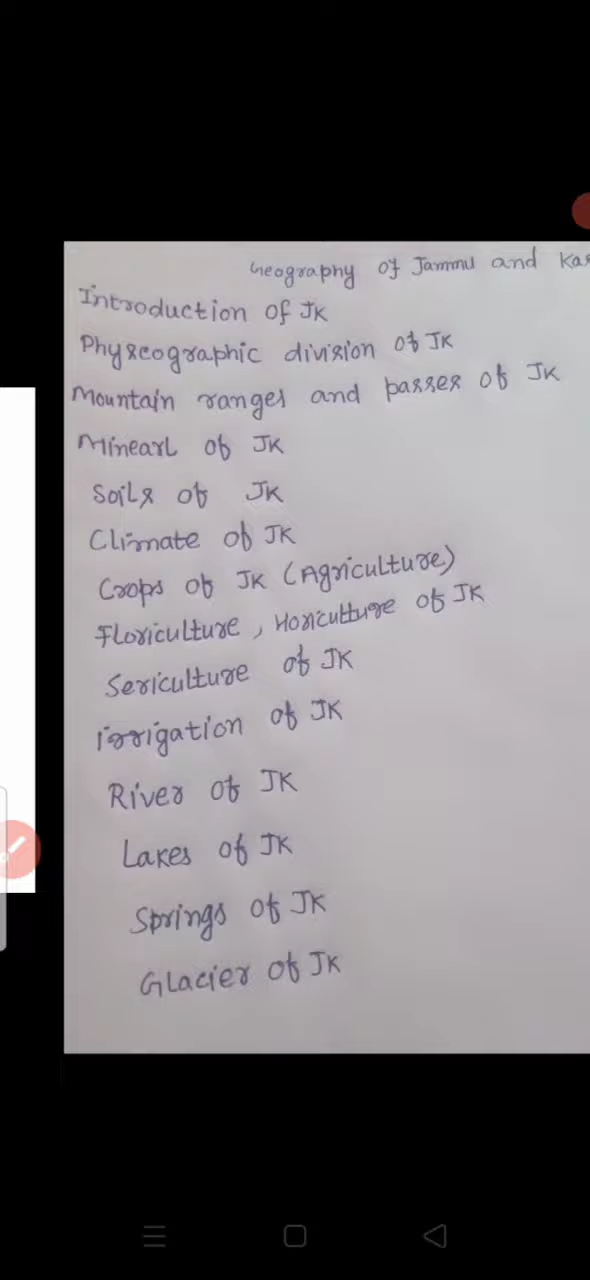 Geography of Jammu and Kas
Introduction of JK
Physeographic division of JK
Mountain ranges and passes of JK
Minearl of JK
Soils of JK
Climate of JK
Crops of JK (Agriculture)
Floriculture, Horiculture of JK
Sericulture of JK
irrigation of JK
River of JK
Lakes of JK
Springs of JK
Glacier of JK